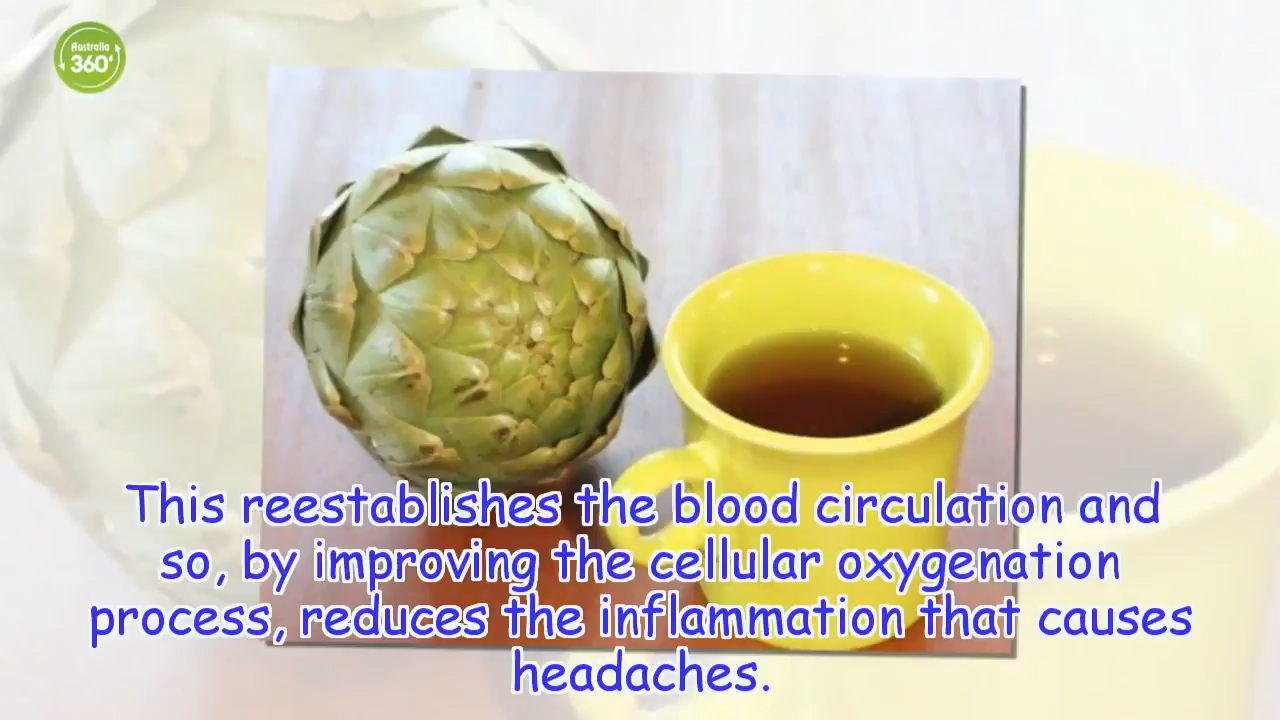 Australia
360°
This reestablishes the blood circulation and
so, by improving the cellular oxygenation
process, reduces the inflammation that causes
headaches.